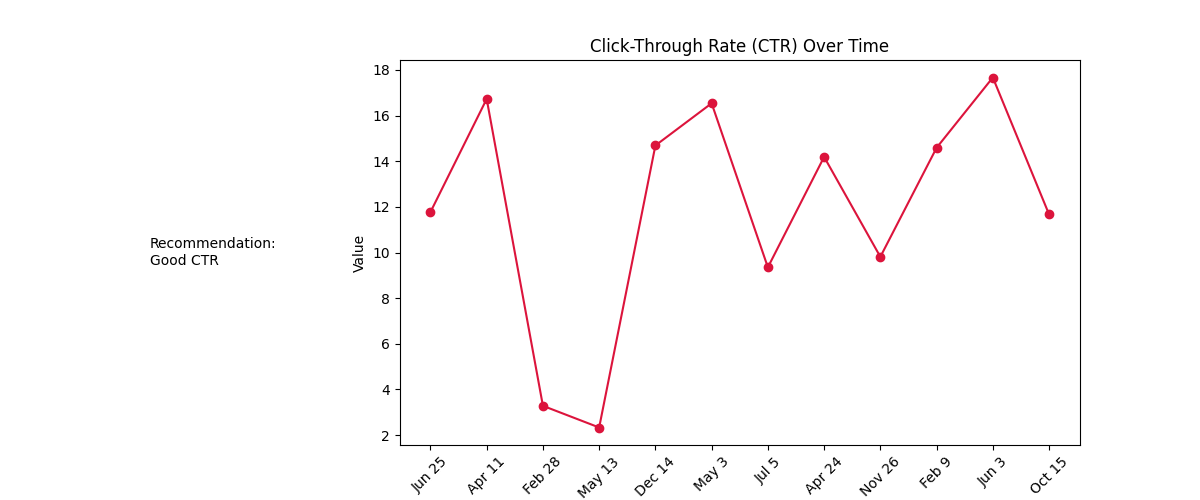 Click-Through Rate (CTR) Over Time
Recommendation:
Good CTR
Value
18
16
14
12
10
8
6
4
2
Jun 25
Apr 11
Feb 28
May 13
Dec 14
May 3
Jul 5
Apr 24
Nov 26
Feb 9
Jun 3
Oct 15